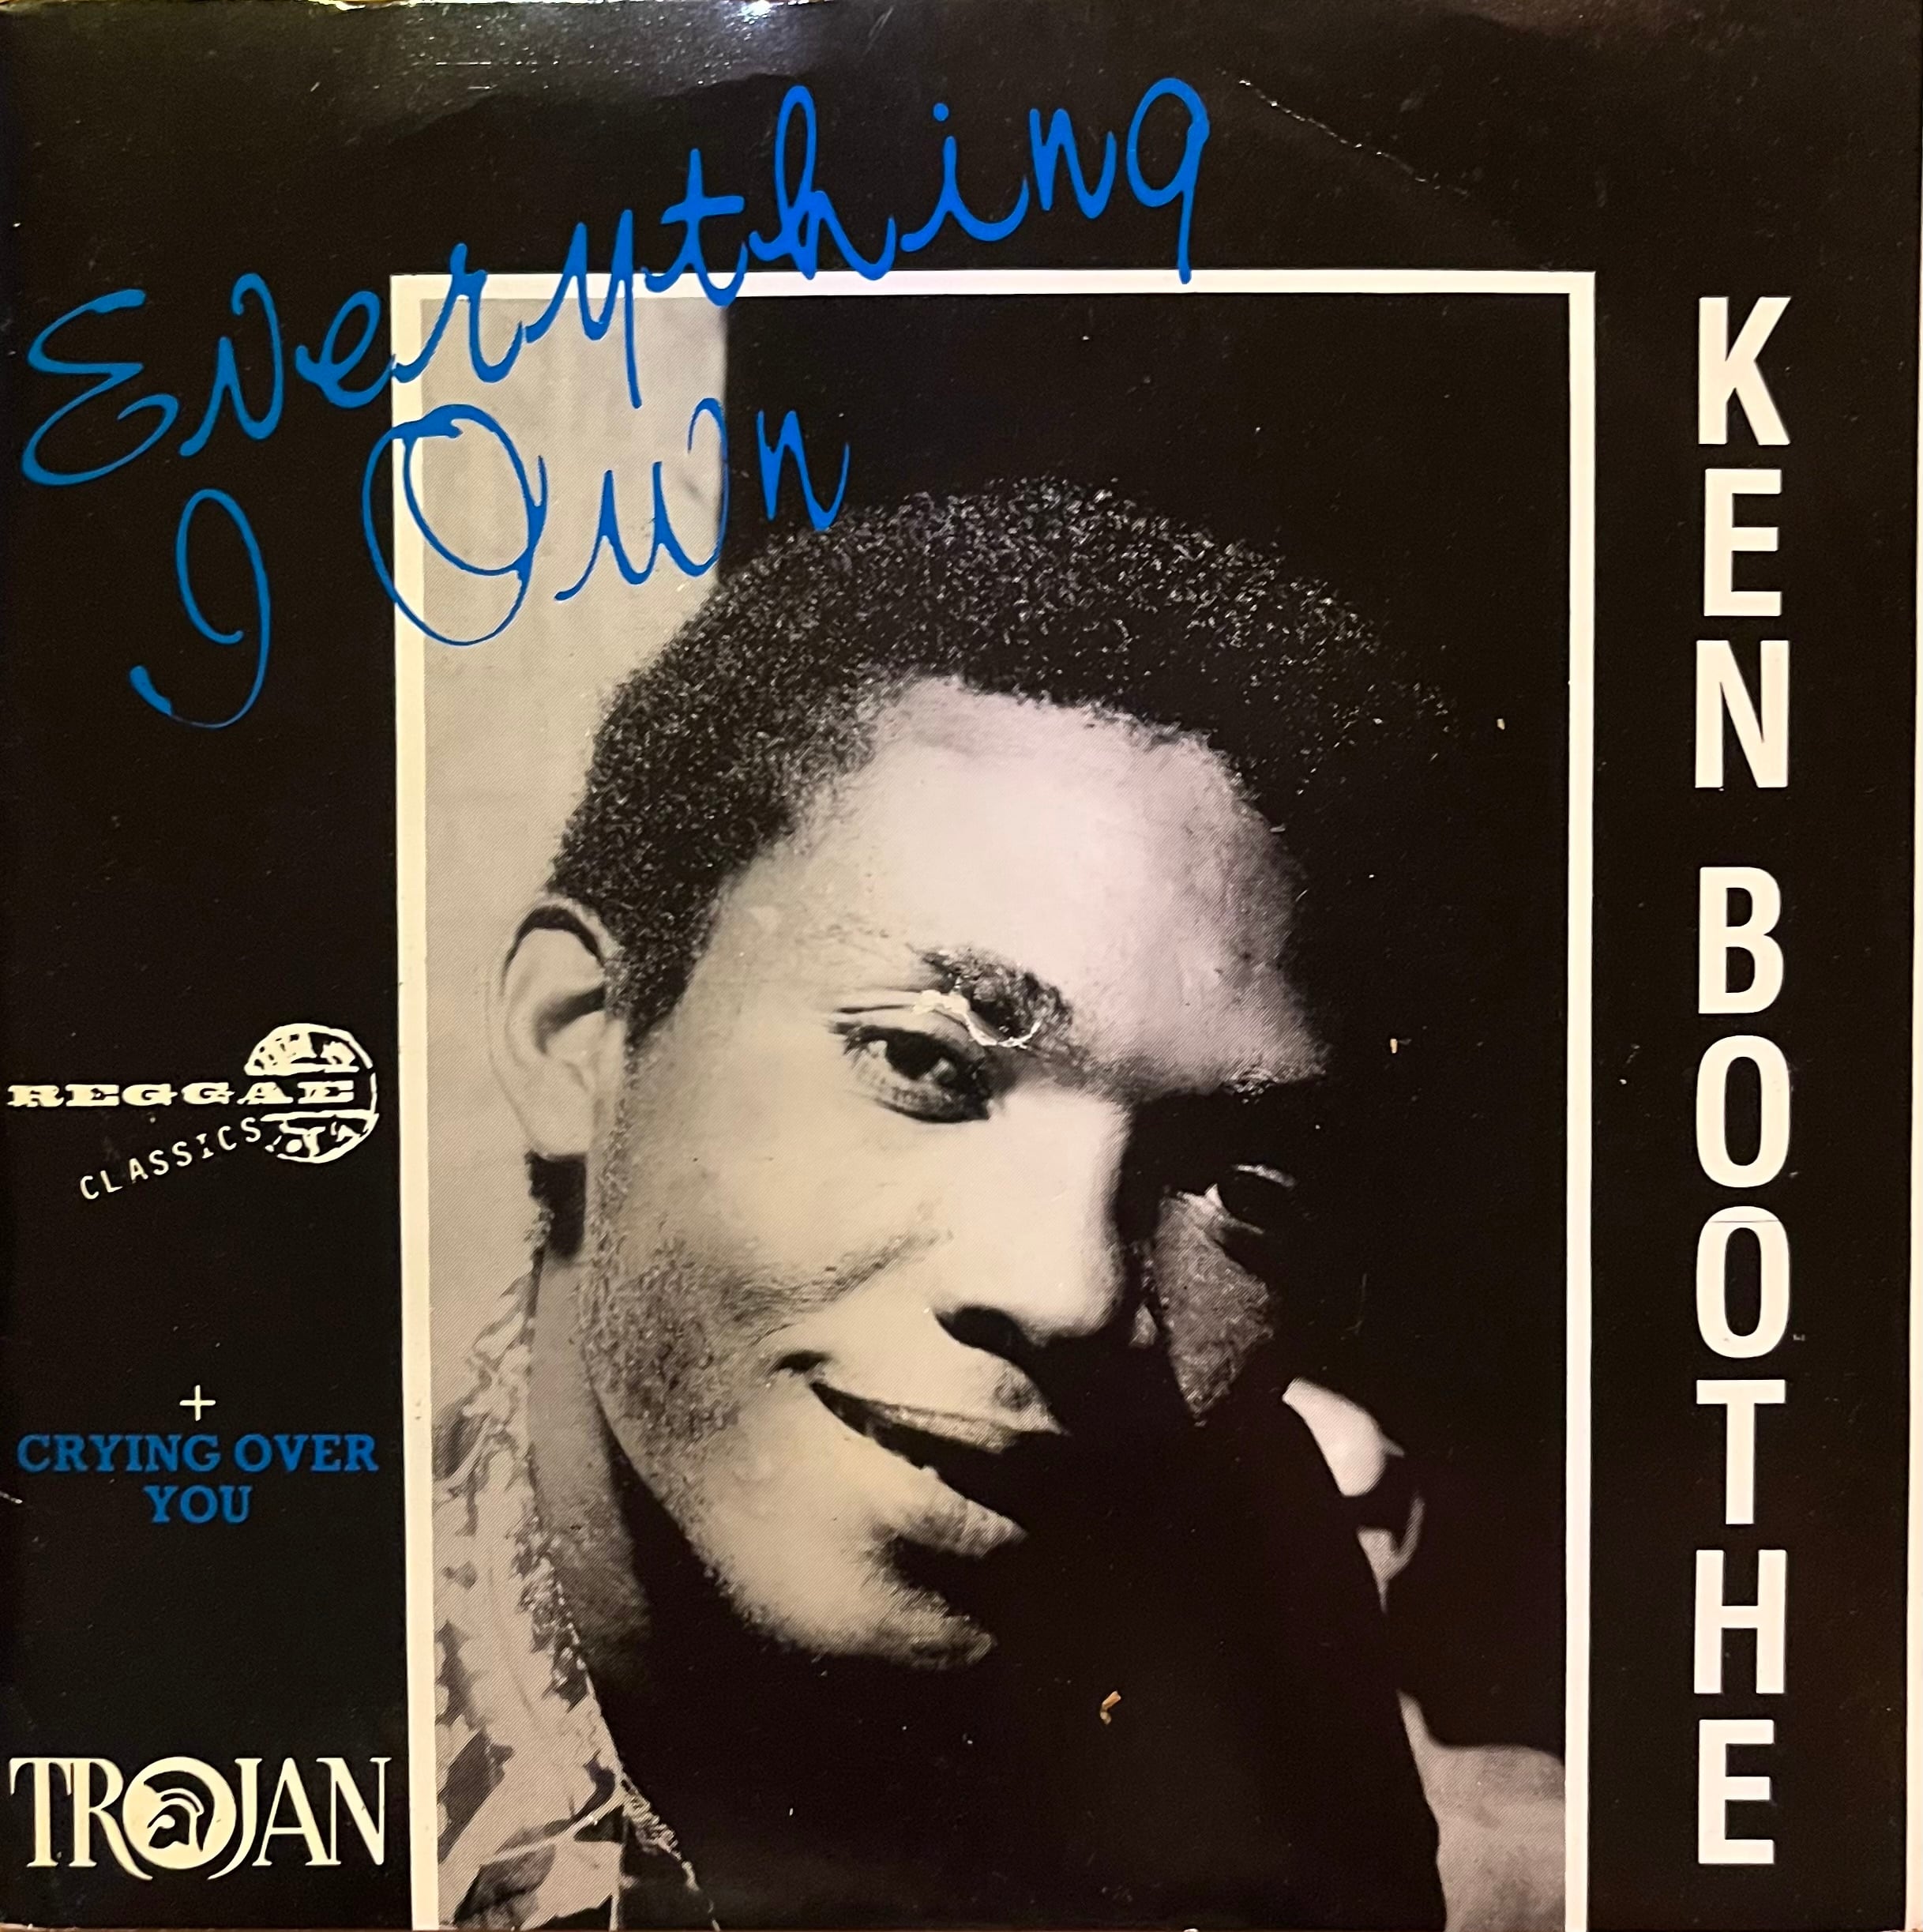 Everything
I Own
KEN BOOTHE
REGGAE
CLASSICS
+
CRYING OVER
YOU
TROJAN